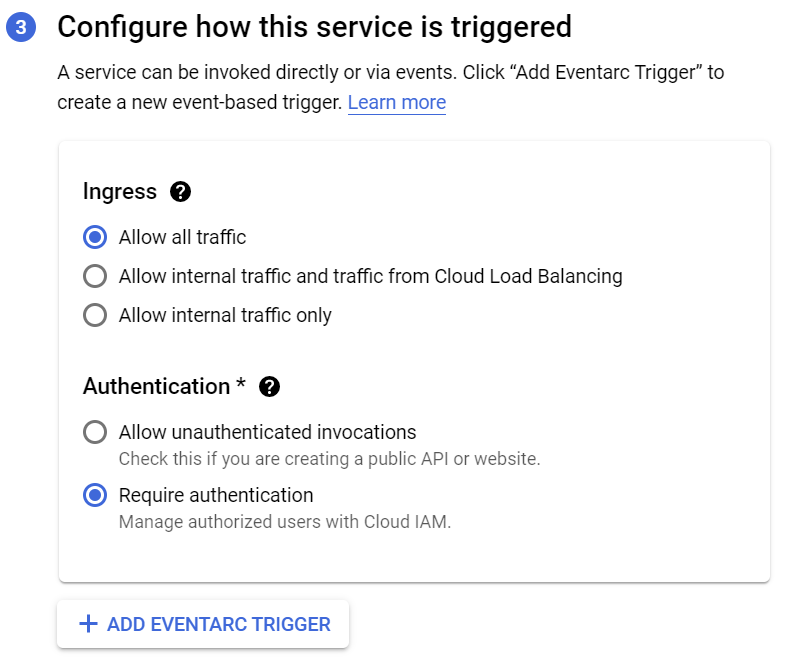 3 Configure how this service is triggered
A service can be invoked directly or via events. Click “Add Eventarc Trigger” to
create a new event-based trigger. Learn more
Ingress ?
Allow all traffic
Allow internal traffic and traffic from Cloud Load Balancing
Allow internal traffic only
Authentication * ?
Allow unauthenticated invocations
Check this if you are creating a public API or website.
Require authentication
Manage authorized users with Cloud IAM.
+ ADD EVENTARC TRIGGER